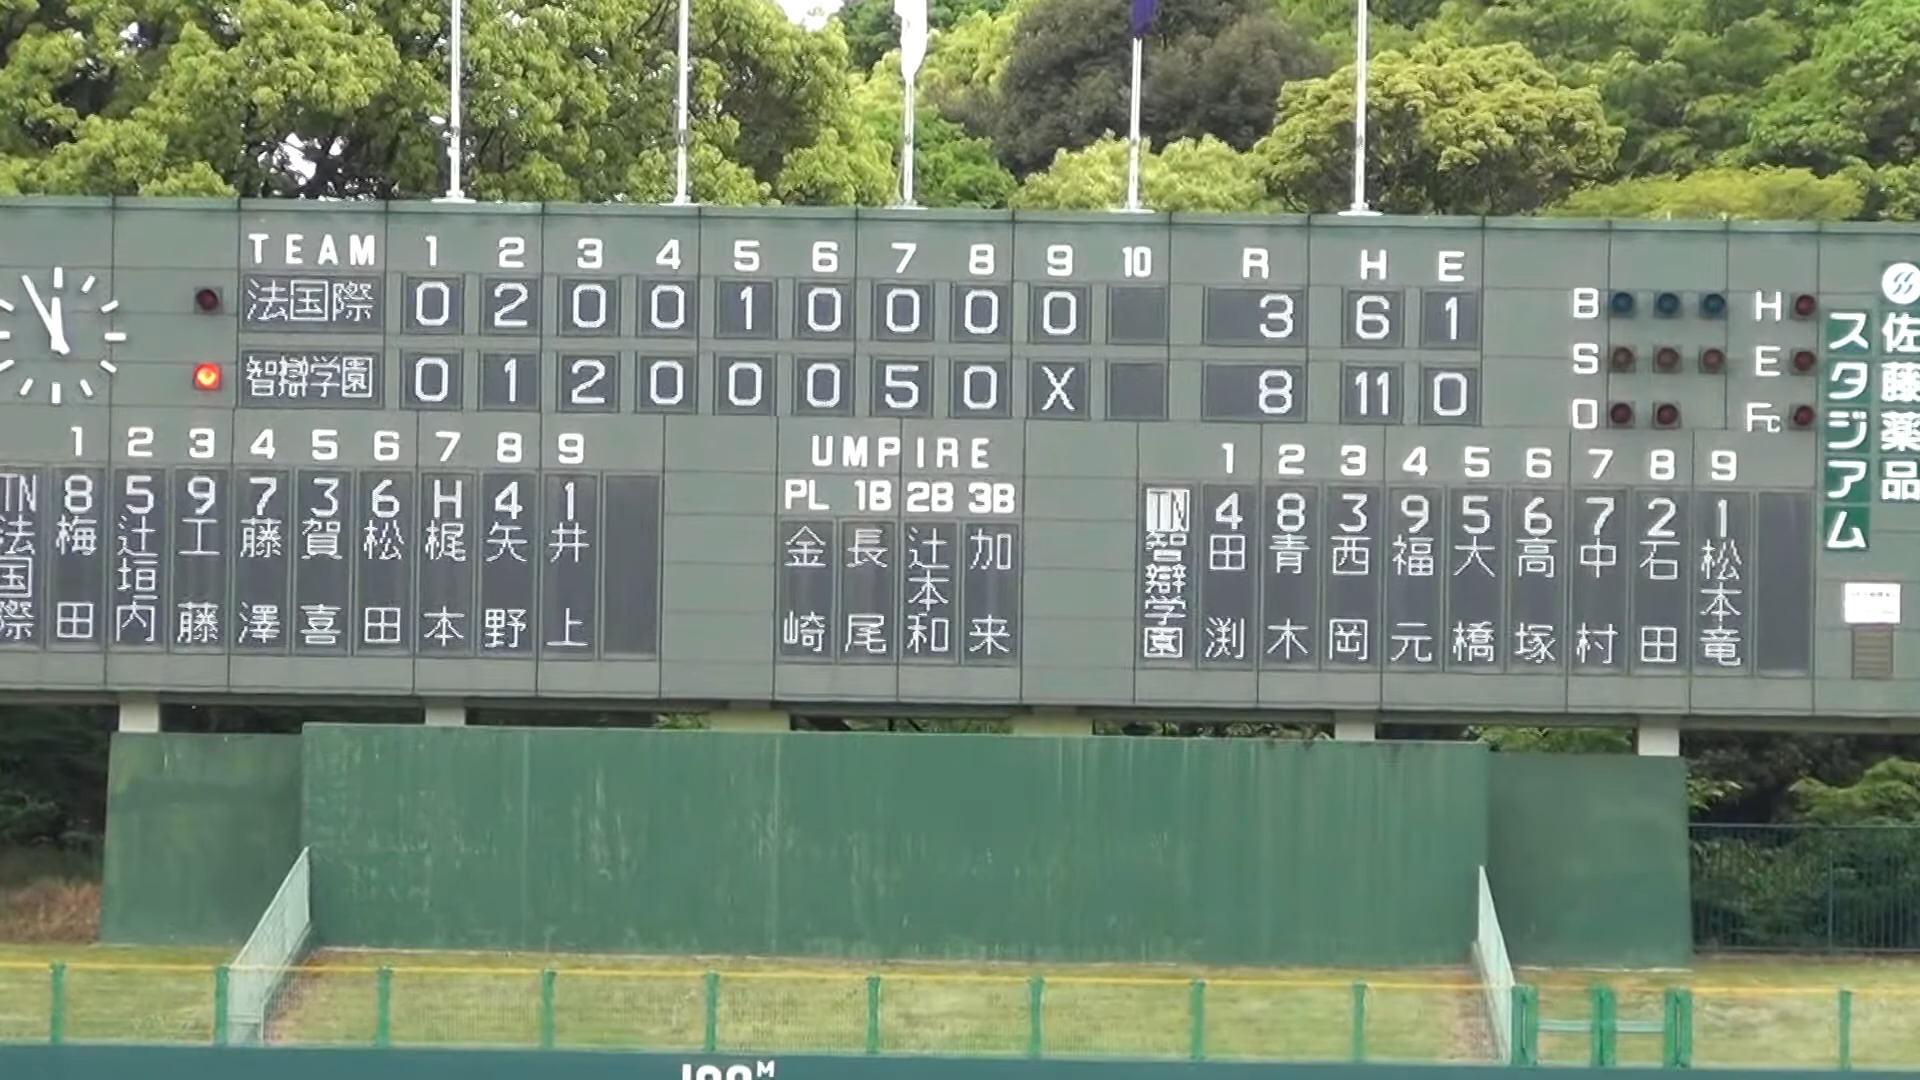 TEAM 1 2 3 4 5 6 7 8 9 10 R H E
法国際 0 2 0 0 1 0 0 0 0 3 6 1
智辯学園 0 1 2 0 0 0 5 0 X 8 11 0
B H
S E
O Fc
佐藤薬品
スタジアム
1 2 3 4 5 6 7 8 9
TN 8 5 9 7 3 6 H 4 1
法国際
梅田
辻垣内
工藤
藤澤
賀喜
松田
梶本
矢野
井上
UMPIRE
PL 1B 2B 3B
金崎
長尾
辻本和
加来
1 2 3 4 5 6 7 8 9
TN 4 8 3 9 5 6 7 2 1
智辯学園
田渕
青木
西岡
福元
大橋
高塚
中村
石田
松本竜
100M